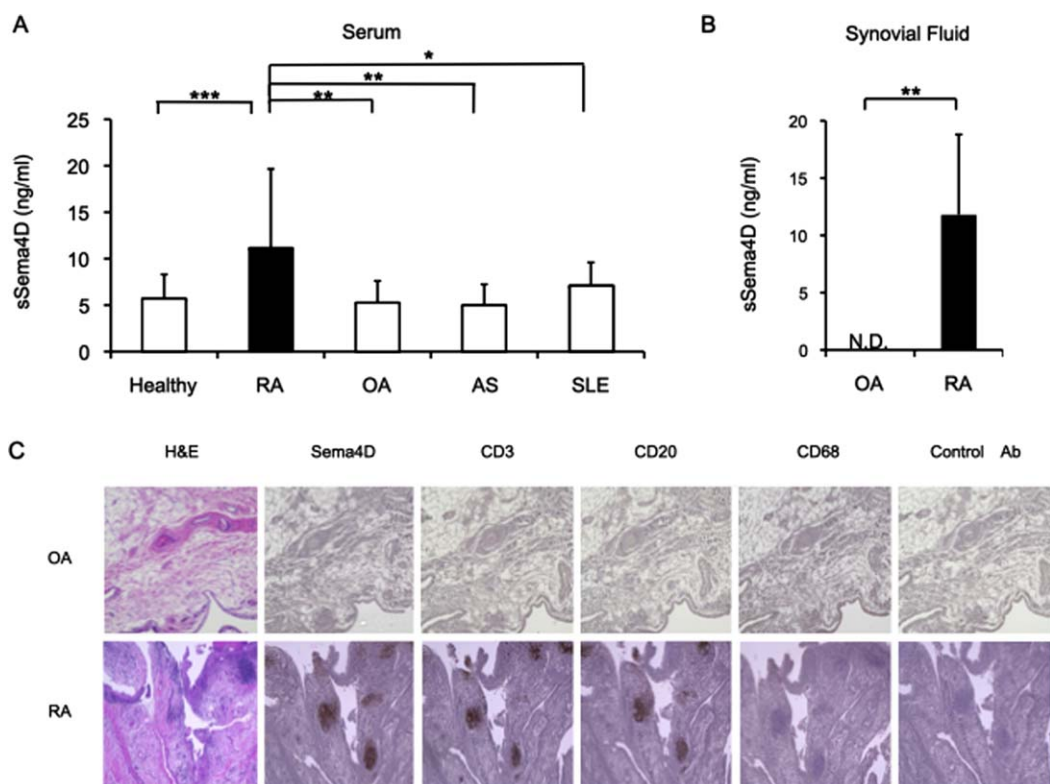 A
Serum
*
**
*** **
25
20
15
10
5
0
sSema4D (ng/ml)
Healthy RA OA AS SLE
B
Synovial Fluid
**
20
15
10
5
0
sSema4D (ng/ml)
N.D.
OA RA
C
H&E Sema4D CD3 CD20 CD68 Control Ab
OA
RA